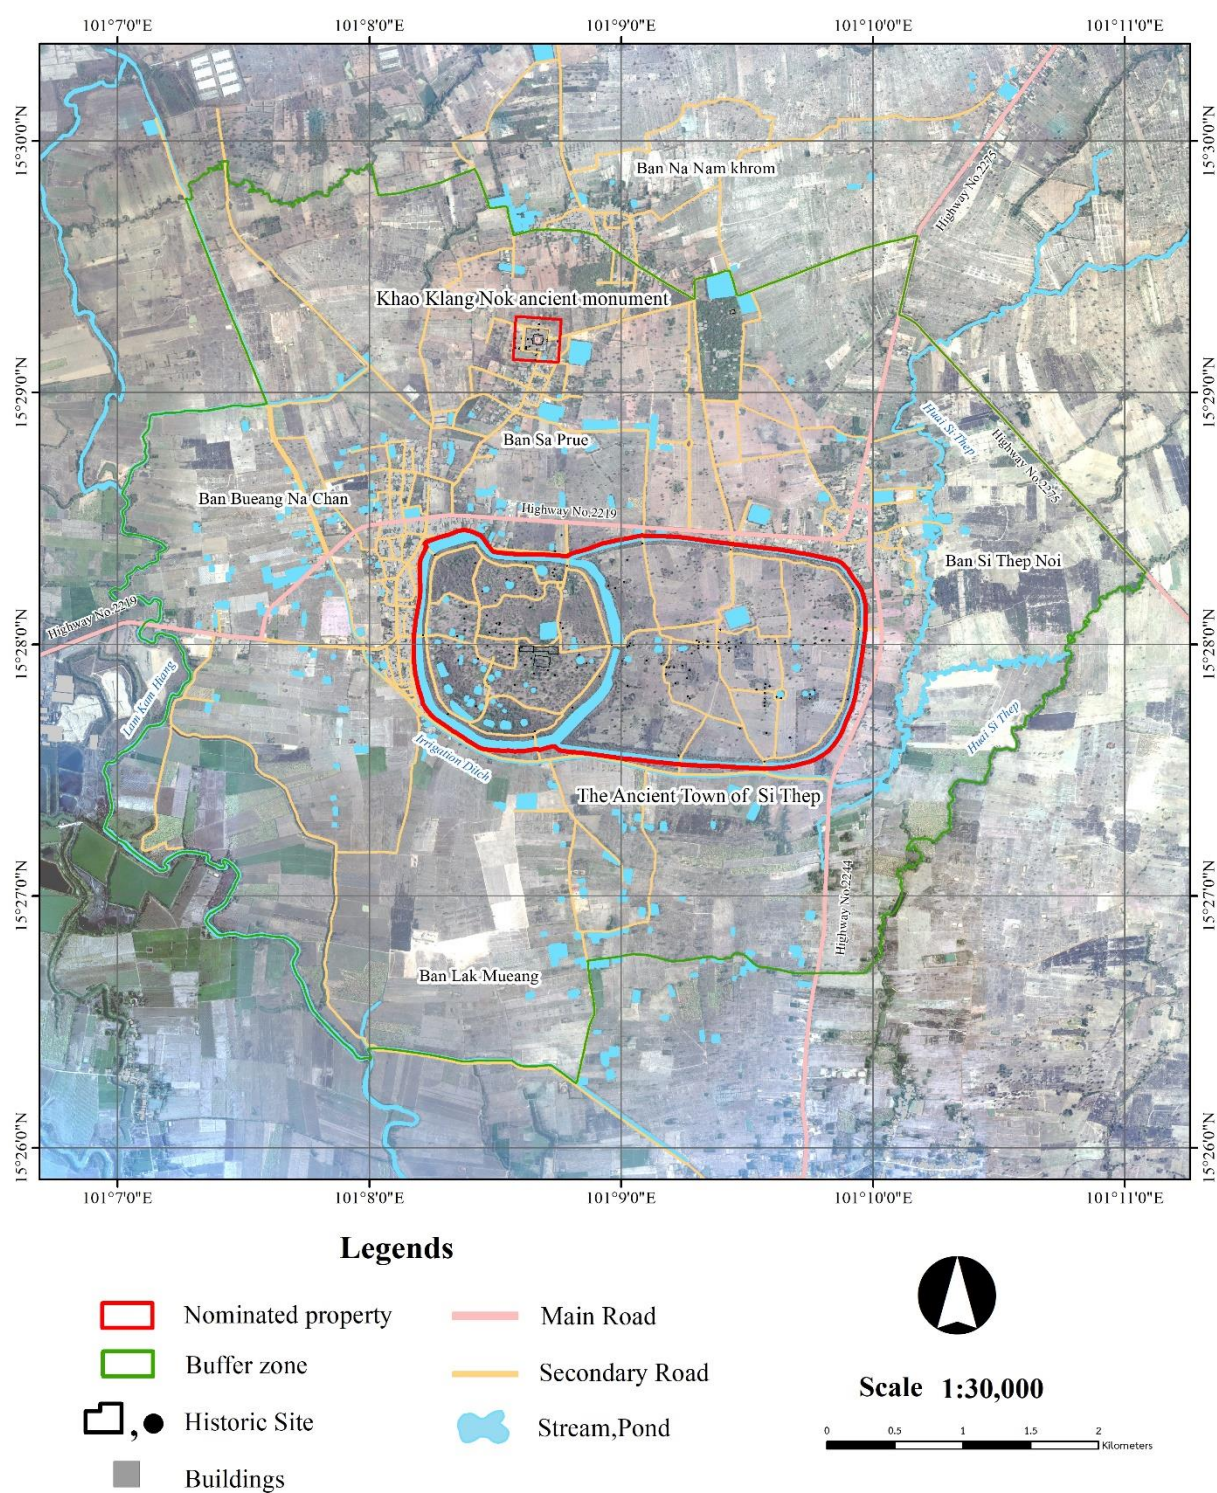 101°7'0"E
101°8'0"E
101°9'0"E
101°10'0"E
101°11'0"E
15°30'0"N
15°30'0"N
Ban Na Nam khrom
Highway No.2275
Khao Klang Nok ancient monument
15°29'0"N
15°29'0"N
Huai Si Thep
Ban Sa Prue
Highway No.2275
Ban Bueang Na Chan
Highway No.2219
Ban Si Thep Noi
Highway No.2219
15°28'0"N
15°28'0"N
Lam Kam Hiang
Huai Si Thep
Irrigation Ditch
The Ancient Town of Si Thep
15°27'0"N
15°27'0"N
Highway No.2244
Ban Lak Mueang
15°26'0"N
15°26'0"N
101°7'0"E
101°8'0"E
101°9'0"E
101°10'0"E
101°11'0"E
Legends
Nominated property
Main Road
Buffer zone
Secondary Road
Scale 1:30,000
, Historic Site
Stream,Pond
0 0.5 1 1.5 2
Kilometers
Buildings